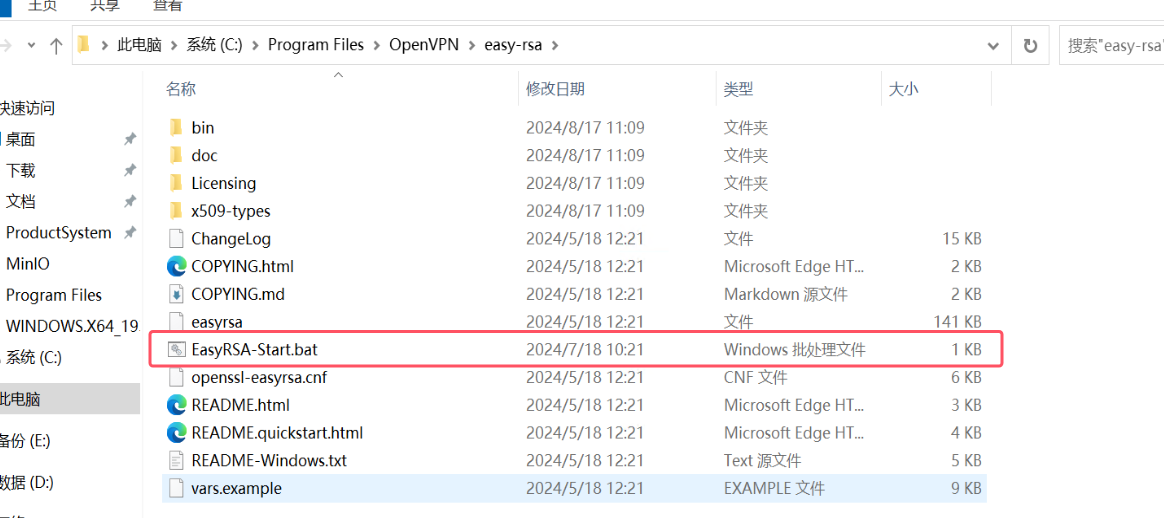 主页 共享 查看
此电脑 系统 (C:) Program Files OpenVPN easy-rsa
搜索"easy-rsa"
名称 修改日期 类型 大小
快速访问
桌面
下载
文档
ProductSystem
MinIO
Program Files
WINDOWS.X64_19
系统 (C:)
此电脑
备份 (E:)
数据 (D:)
bin 2024/8/17 11:09 文件夹
doc 2024/8/17 11:09 文件夹
Licensing 2024/8/17 11:09 文件夹
x509-types 2024/8/17 11:09 文件夹
ChangeLog 2024/5/18 12:21 文件 15 KB
COPYING.html 2024/5/18 12:21 Microsoft Edge HT... 2 KB
COPYING.md 2024/5/18 12:21 Markdown 源文件 2 KB
easyrsa 2024/5/18 12:21 文件 141 KB
EasyRSA-Start.bat 2024/7/18 10:21 Windows 批处理文件 1 KB
openssl-easyrsa.cnf 2024/5/18 12:21 CNF 文件 6 KB
README.html 2024/5/18 12:21 Microsoft Edge HT... 3 KB
README.quickstart.html 2024/5/18 12:21 Microsoft Edge HT... 4 KB
README-Windows.txt 2024/5/18 12:21 Text 源文件 5 KB
vars.example 2024/5/18 12:21 EXAMPLE 文件 9 KB